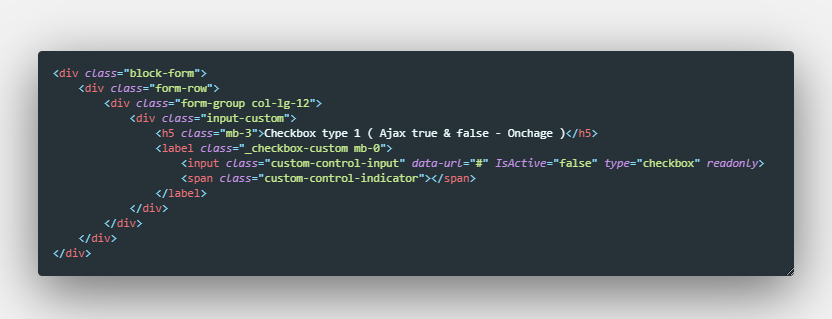 <div class="block-form">
    <div class="form-row">
        <div class="form-group col-lg-12">
            <div class="input-custom">
                <h5 class="mb-3">Checkbox type 1 ( Ajax true & false - Onchage )</h5>
                <label class="_checkbox-custom mb-0">
                    <input class="custom-control-input" data-url="#" IsActive="false" type="checkbox" readonly>
                    <span class="custom-control-indicator"></span>
                </label>
            </div>
        </div>
    </div>
</div>